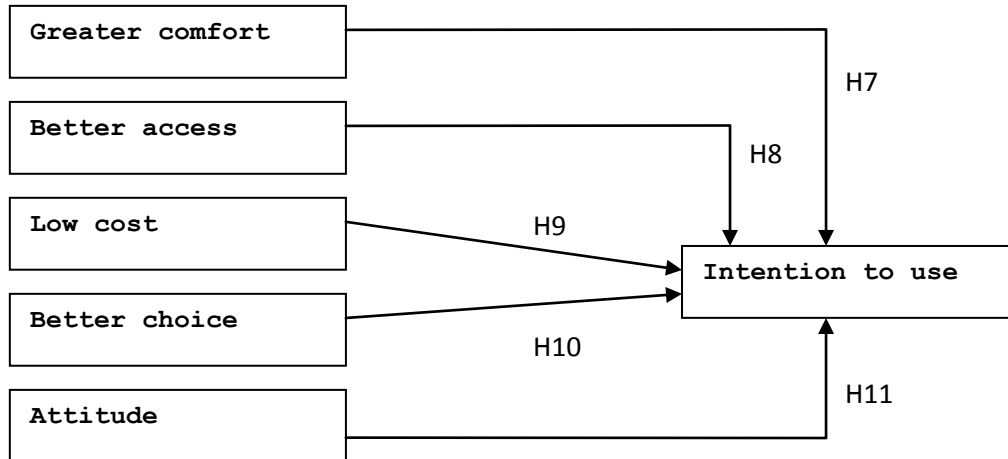 Greater comfort
H7
Better access
H8
Low cost
H9
Intention to use
Better choice
H10
H11
Attitude